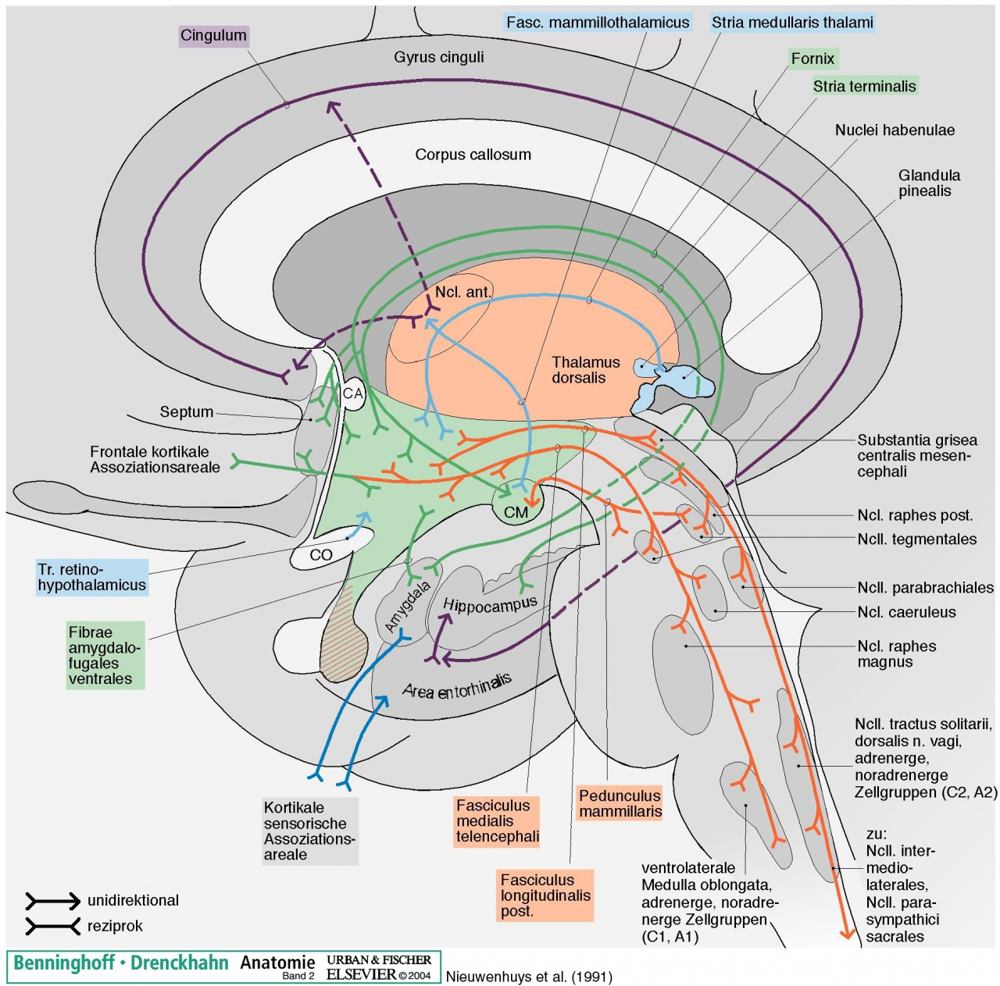 Cingulum
Gyrus cinguli
Fasc. mammillothalamicus
Stria medullaris thalami
Fornix
Stria terminalis
Nuclei habenulae
Glandula
pinealis
Corpus callosum
Ncl. ant.
Thalamus
dorsalis
CA
Septum
Frontale kortikale
Assoziationsareale
CM
CO
Tr. retino-
hypothalamicus
Fibrae
amygdalo-
fugales
ventrales
Amygdala
Hippocampus
Area entorhinalis
Substantia grisea
centralis mesen-
cephali
Ncl. raphes post.
Ncll. tegmentales
Ncll. parabrachiales
Ncl. caeruleus
Ncl. raphes
magnus
Ncll. tractus solitarii,
dorsalis n. vagi,
adrenerge,
noradrenerge
Zellgruppen (C2, A2)
Kortikale
sensorische
Assoziations-
areale
Fasciculus
medialis
telencephali
Pedunculus
mammillaris
Fasciculus
longitudinalis
post.
ventrolaterale
Medulla oblongata,
adrenerge, noradre-
nerge Zellgruppen
(C1, A1)
zu:
Ncll. inter-
medio-
laterales,
Ncll. para-
sympathici
sacrales
unidirektional
reziprok
Benninghoff • Drenckhahn Anatomie
Band 2
URBAN & FISCHER
ELSEVIER © 2004
Nieuwenhuys et al. (1991)